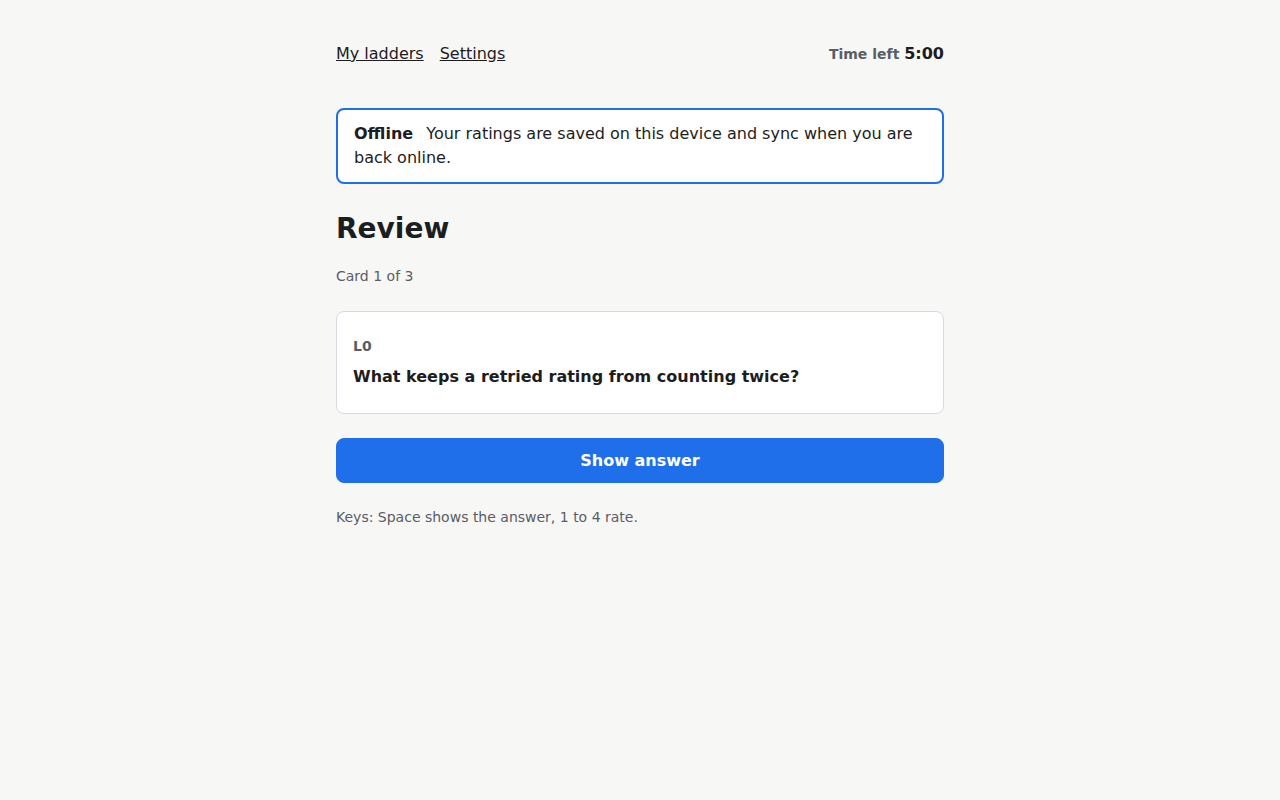 My ladders Settings Time left 5:00
Offline Your ratings are saved on this device and sync when you are
back online.
Review
Card 1 of 3
L0
What keeps a retried rating from counting twice?
Show answer
Keys: Space shows the answer, 1 to 4 rate.